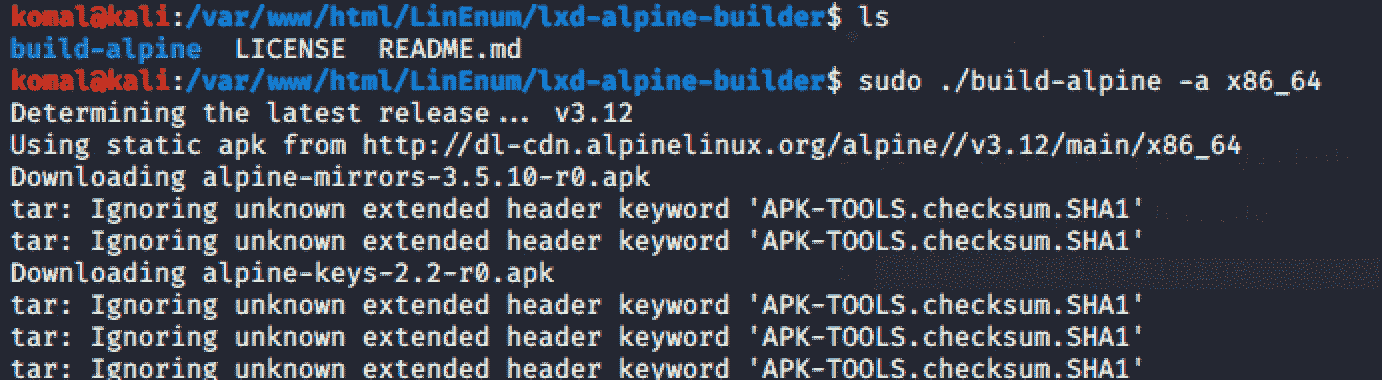 komal@kali:/var/www/html/LinEnum/lxd-alpine-builder$ ls
build-alpine  LICENSE  README.md
komal@kali:/var/www/html/LinEnum/lxd-alpine-builder$ sudo ./build-alpine -a x86_64
Determining the latest release... v3.12
Using static apk from http://dl-cdn.alpinelinux.org/alpine//v3.12/main/x86_64
Downloading alpine-mirrors-3.5.10-r0.apk
tar: Ignoring unknown extended header keyword 'APK-TOOLS.checksum.SHA1'
tar: Ignoring unknown extended header keyword 'APK-TOOLS.checksum.SHA1'
Downloading alpine-keys-2.2-r0.apk
tar: Ignoring unknown extended header keyword 'APK-TOOLS.checksum.SHA1'
tar: Ignoring unknown extended header keyword 'APK-TOOLS.checksum.SHA1'
tar: Ignoring unknown extended header keyword 'APK-TOOLS.checksum.SHA1'